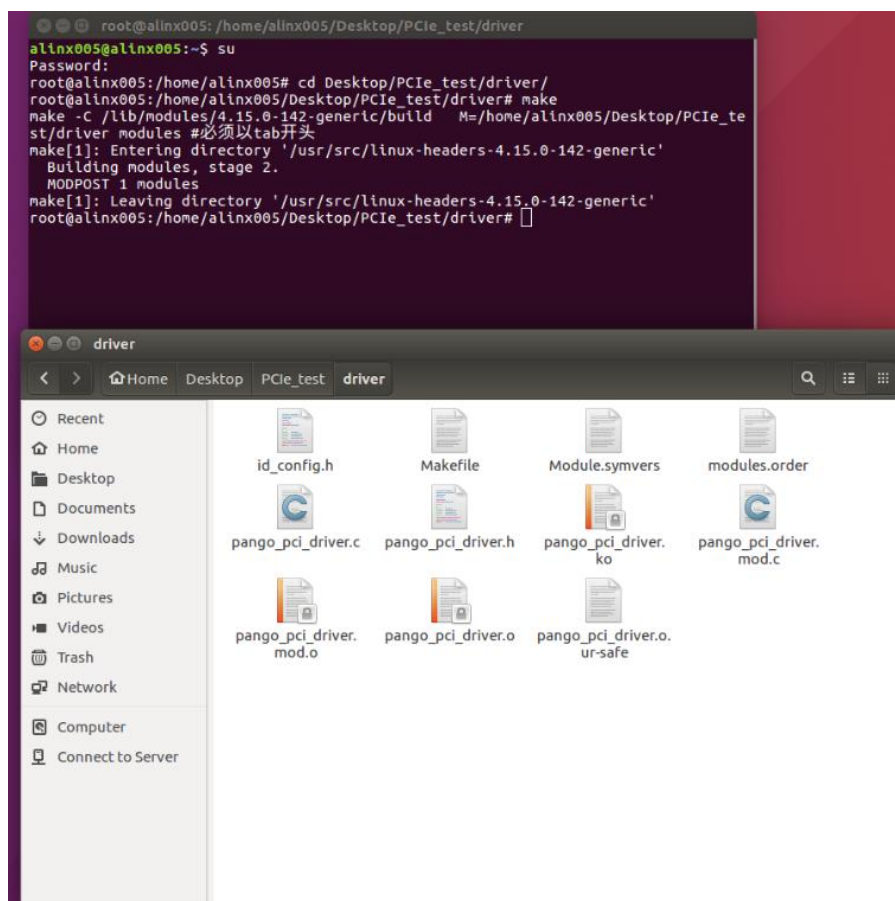 root@alinx005: /home/alinx005/Desktop/PCIe_test/driver
alinx005@alinx005:~$ su
Password:
root@alinx005:/home/alinx005# cd Desktop/PCIe_test/driver/
root@alinx005:/home/alinx005/Desktop/PCIe_test/driver# make
make -C /lib/modules/4.15.0-142-generic/build   M=/home/alinx005/Desktop/PCIe_te
st/driver modules #必须以tab开头
make[1]: Entering directory '/usr/src/linux-headers-4.15.0-142-generic'
  Building modules, stage 2.
  MODPOST 1 modules
make[1]: Leaving directory '/usr/src/linux-headers-4.15.0-142-generic'
root@alinx005:/home/alinx005/Desktop/PCIe_test/driver#
driver
Home Desktop PCIe_test driver
Recent
Home
Desktop
Documents
Downloads
Music
Pictures
Videos
Trash
Network
Computer
Connect to Server
id_config.h
Makefile
Module.symvers
modules.order
pango_pci_driver.c
pango_pci_driver.h
pango_pci_driver.
ko
pango_pci_driver.
mod.c
pango_pci_driver.
mod.o
pango_pci_driver.o
pango_pci_driver.o.
ur-safe